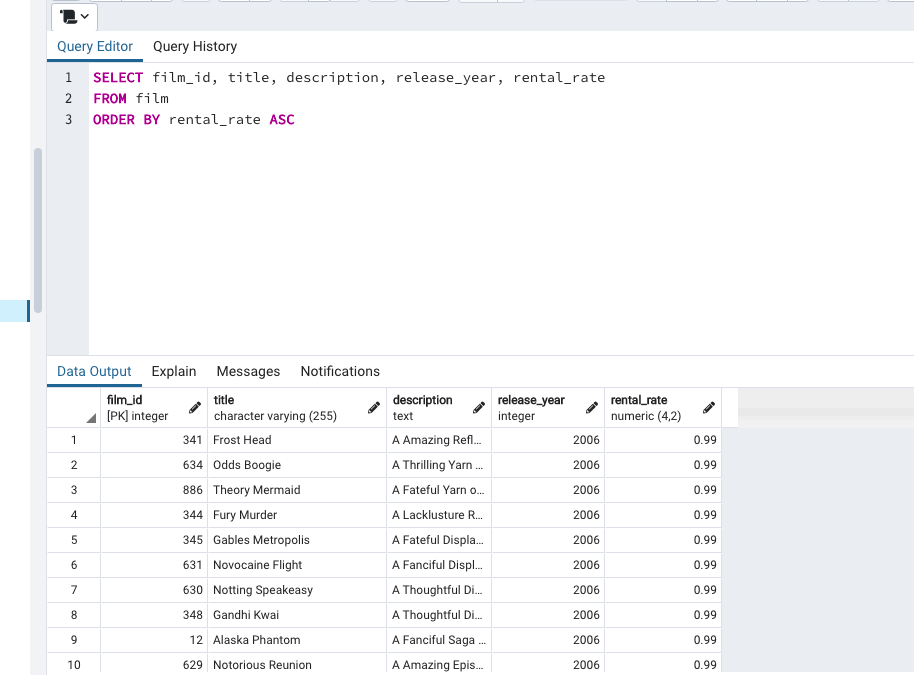 Query Editor Query History
1 SELECT film_id, title, description, release_year, rental_rate
2 FROM film
3 ORDER BY rental_rate ASC
Data Output Explain Messages Notifications
film_id title description release_year rental_rate
[PK] integer character varying (255) text integer numeric (4,2)
1 341 Frost Head A Amazing Refl... 2006 0.99
2 634 Odds Boogie A Thrilling Yarn ... 2006 0.99
3 886 Theory Mermaid A Fateful Yarn o... 2006 0.99
4 344 Fury Murder A Lacklusture R... 2006 0.99
5 345 Gables Metropolis A Fateful Displa... 2006 0.99
6 631 Novocaine Flight A Fanciful Displ... 2006 0.99
7 630 Notting Speakeasy A Thoughtful Di... 2006 0.99
8 348 Gandhi Kwai A Thoughtful Di... 2006 0.99
9 12 Alaska Phantom A Fanciful Saga ... 2006 0.99
10 629 Notorious Reunion A Amazing Epis... 2006 0.99